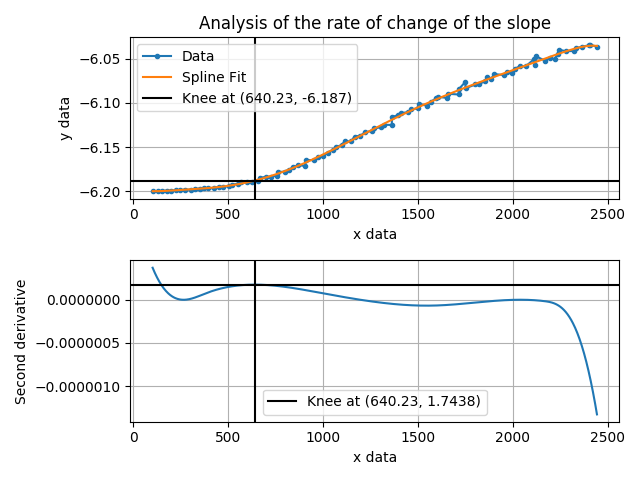 Analysis of the rate of change of the slope
Data
Spline Fit
Knee at (640.23, -6.187)
y data
−6.05
−6.10
−6.15
−6.20
0 500 1000 1500 2000 2500
x data
Second derivative
0.0000000
−0.0000005
−0.0000010
Knee at (640.23, 1.7438)
0 500 1000 1500 2000 2500
x data